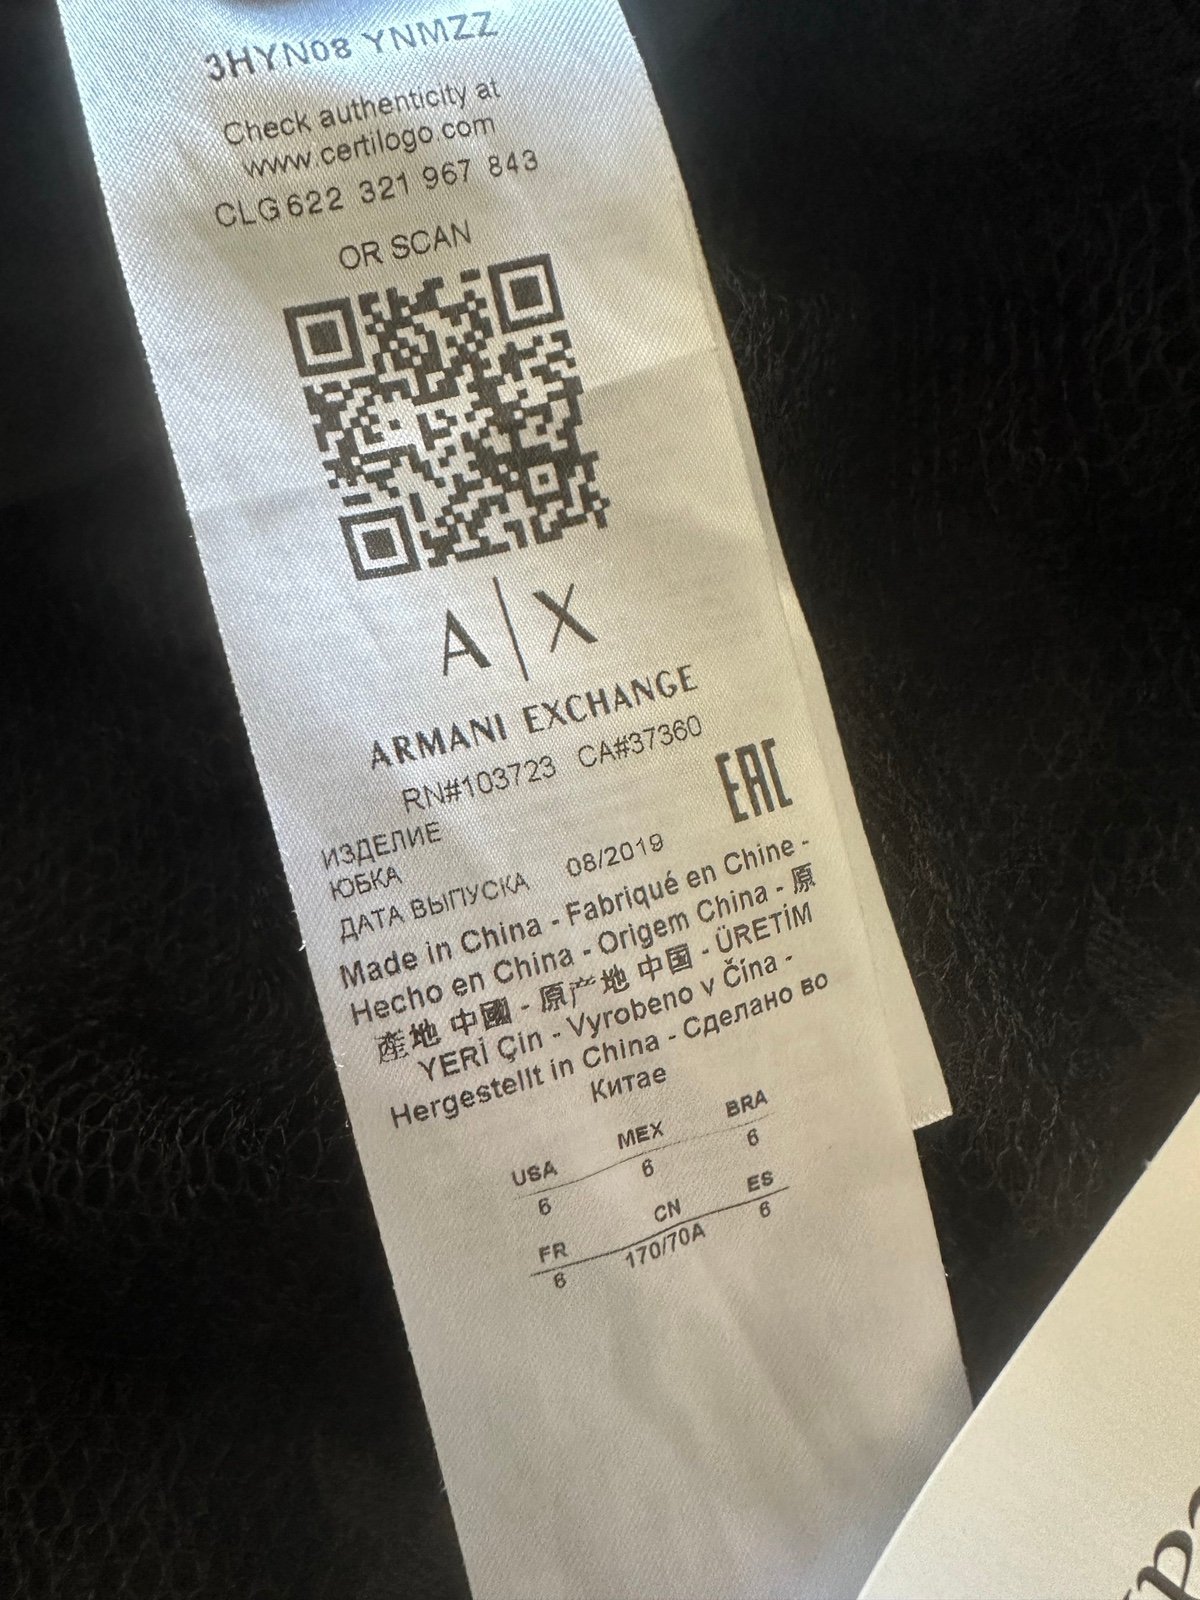 3HYN08 YNMZZ
Check authenticity at
www.certilogo.com
CLG 622 321 967 843
OR SCAN
A|X
ARMANI EXCHANGE
RN#103723 CA#37360
EAC
ИЗДЕЛИЕ
ЮБКА
ДАТА ВЫПУСКА 08/2019
Made in China - Fabriqué en Chine -
Hecho en China - Origem China - 原
產地 中國 - 原产地 中国 - ÜRETİM
YERİ Çin - Vyrobeno v Čína -
Hergestellt in China - Сделано во
Китае
USA MEX BRA
6 6 6
FR CN ES
6 170/70A 6